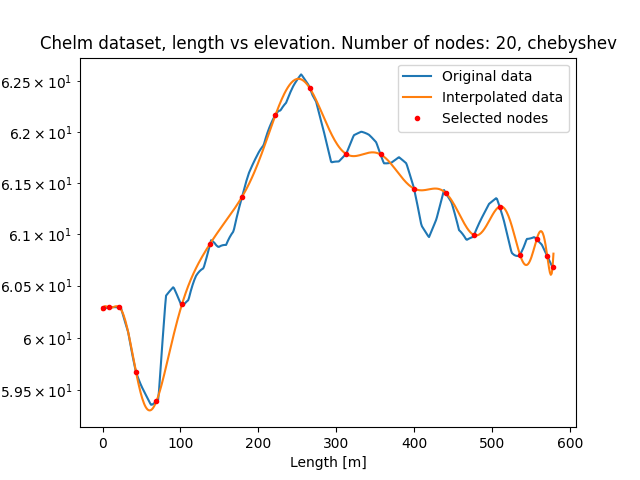 Chelm dataset, length vs elevation. Number of nodes: 20, chebyshev
6.25 × 10¹
6.2 × 10¹
6.15 × 10¹
6.1 × 10¹
6.05 × 10¹
6 × 10¹
5.95 × 10¹
Original data
Interpolated data
Selected nodes
0 100 200 300 400 500 600
Length [m]